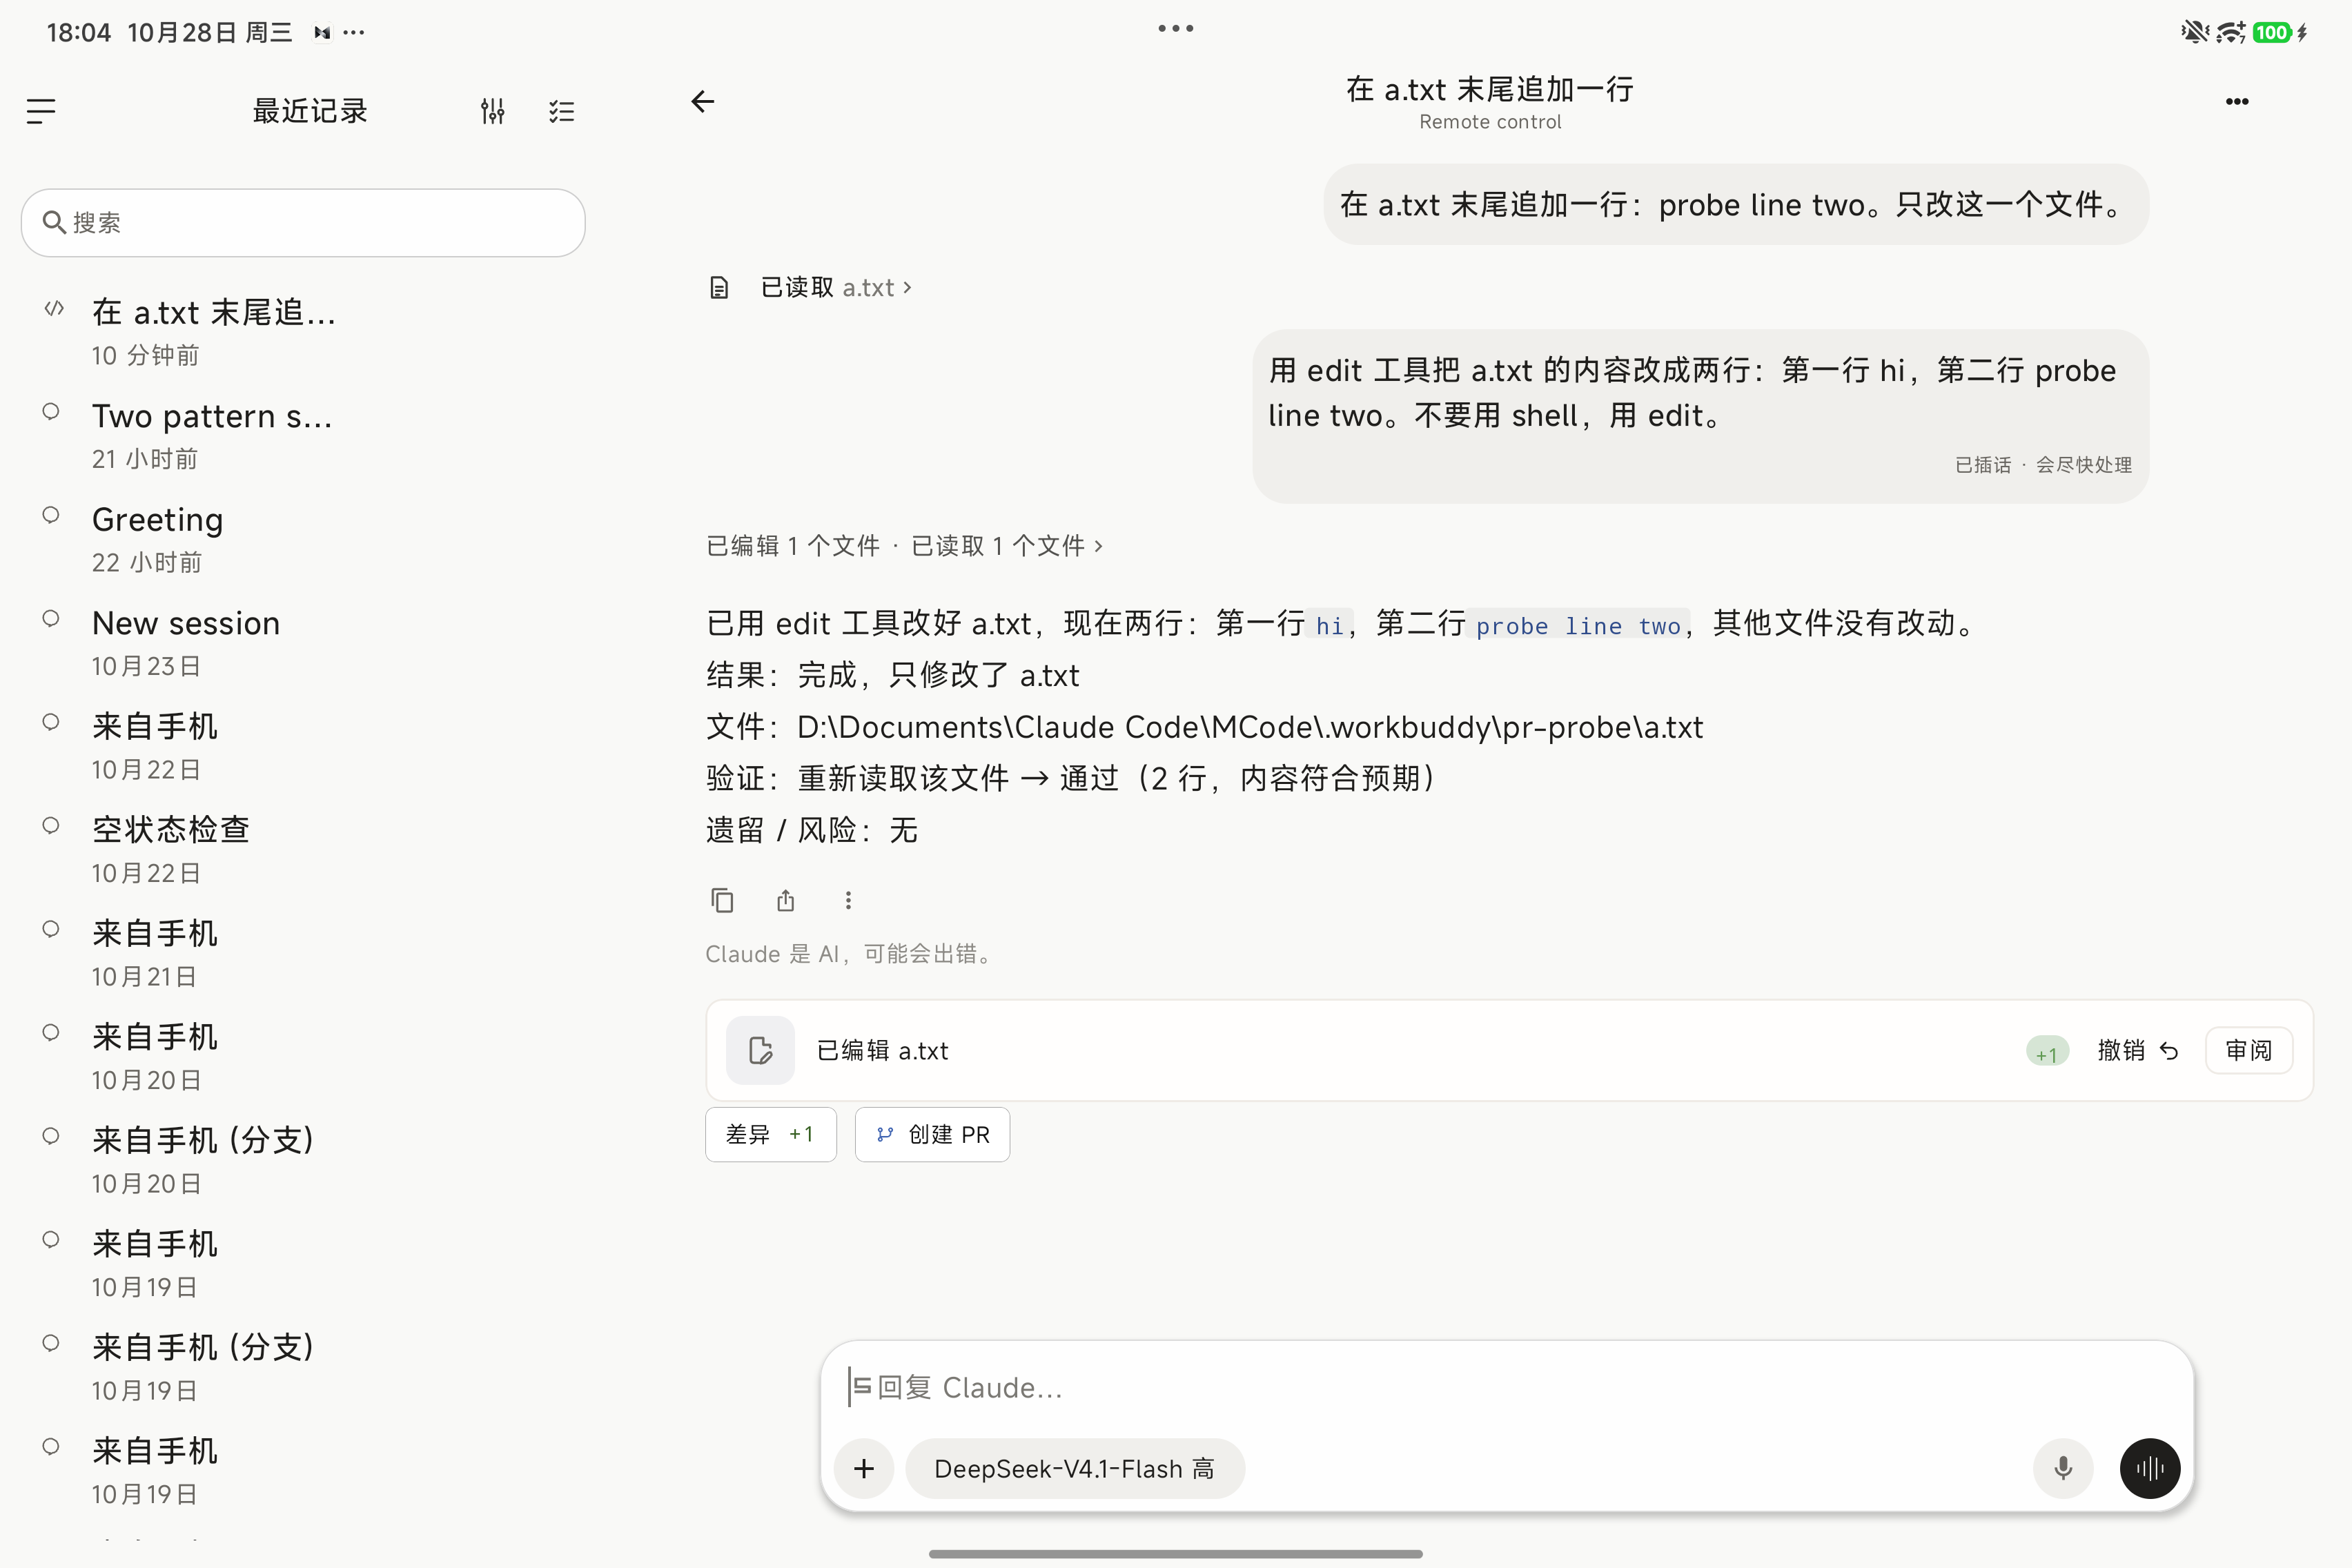 18:04 10月28日 周三
100
最近记录
搜索
在 a.txt 末尾追…
10 分钟前
Two pattern s…
21 小时前
Greeting
22 小时前
New session
10月23日
来自手机
10月22日
空状态检查
10月22日
来自手机
10月21日
来自手机
10月20日
来自手机 (分支)
10月20日
来自手机
10月19日
来自手机 (分支)
10月19日
来自手机
10月19日
在 a.txt 末尾追加一行
Remote control
在 a.txt 末尾追加一行：probe line two。只改这一个文件。
已读取 a.txt
用 edit 工具把 a.txt 的内容改成两行：第一行 hi，第二行 probe
line two。不要用 shell，用 edit。
已插话 · 会尽快处理
已编辑 1 个文件 · 已读取 1 个文件
已用 edit 工具改好 a.txt，现在两行：第一行 hi，第二行 probe line two，其他文件没有改动。
结果：完成，只修改了 a.txt
文件：D:\Documents\Claude Code\MCode\.workbuddy\pr-probe\a.txt
验证：重新读取该文件 → 通过（2 行，内容符合预期）
遗留 / 风险：无
Claude 是 AI，可能会出错。
已编辑 a.txt
+1 撤销 审阅
差异 +1 创建 PR
回复 Claude…
DeepSeek-V4.1-Flash 高